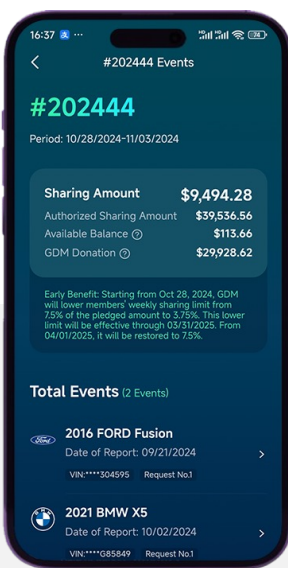 16:37
#202444 Events
#202444
Period: 10/28/2024-11/03/2024
Sharing Amount $9,494.28
Authorized Sharing Amount $39,536.56
Available Balance $113.66
GDM Donation $29,928.62
Early Benefit: Starting from Oct 28, 2024, GDM
will lower members' weekly sharing limit from
7.5% of the pledged amount to 3.75%. This lower
limit will be effective through 03/31/2025. From
04/01/2025, it will be restored to 7.5%.
Total Events (2 Events)
Ford
2016 FORD Fusion
Date of Report: 09/21/2024
VIN:****304595 Request No.1
2021 BMW X5
Date of Report: 10/02/2024
VIN:****G85849 Request No.1